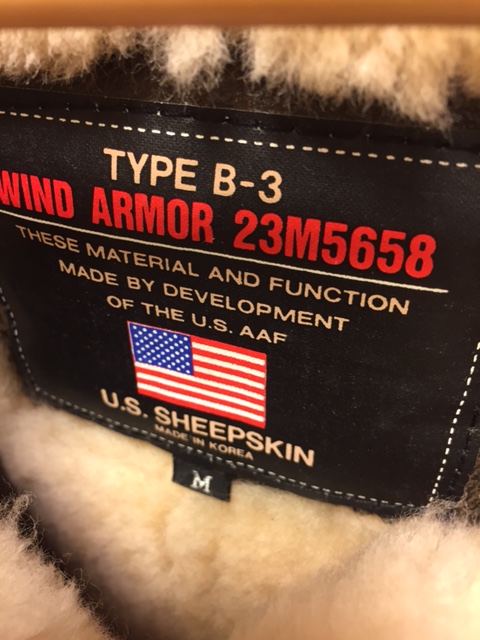 TYPE B-3
WIND ARMOR 23M5658
THESE MATERIAL AND FUNCTION
MADE BY DEVELOPMENT
OF THE U.S. AAF
U.S. SHEEPSKIN
MADE IN KOREA
M